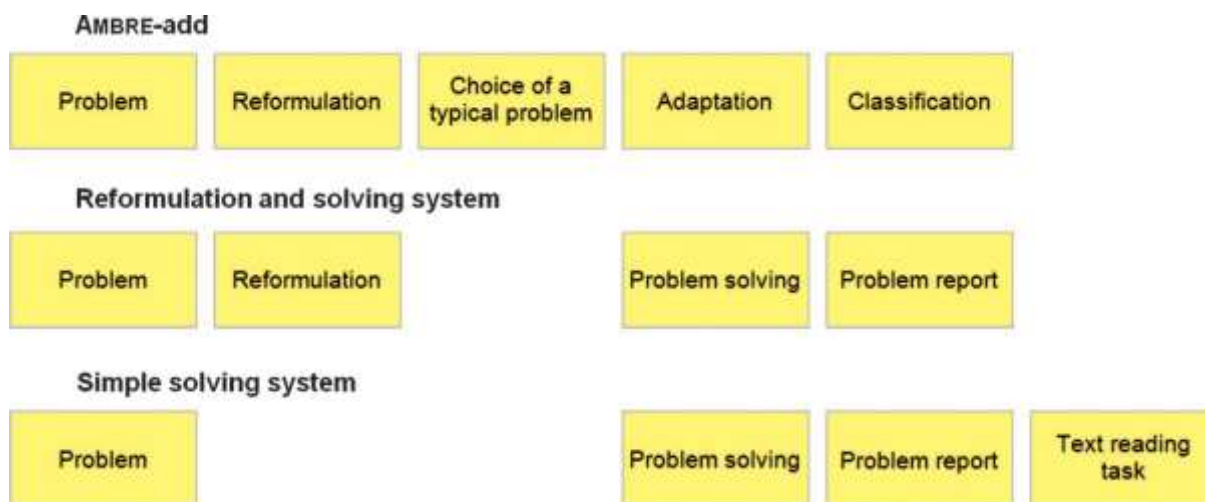 AMBRE-add
Problem
Reformulation
Choice of a
typical problem
Adaptation
Classification
Reformulation and solving system
Problem
Reformulation
Problem solving
Problem report
Simple solving system
Problem
Problem solving
Problem report
Text reading
task